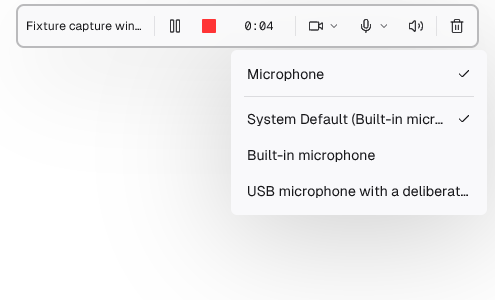 Fixture capture win...
0:04
Microphone
System Default (Built-in micr...
Built-in microphone
USB microphone with a deliberat...